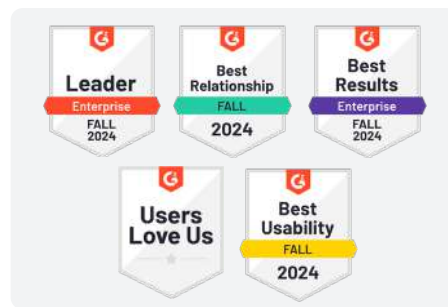 Leader
Enterprise
FALL
2024
Best
Relationship
FALL
2024
Best
Results
Enterprise
FALL
2024
Users
Love Us
Best
Usability
FALL
2024